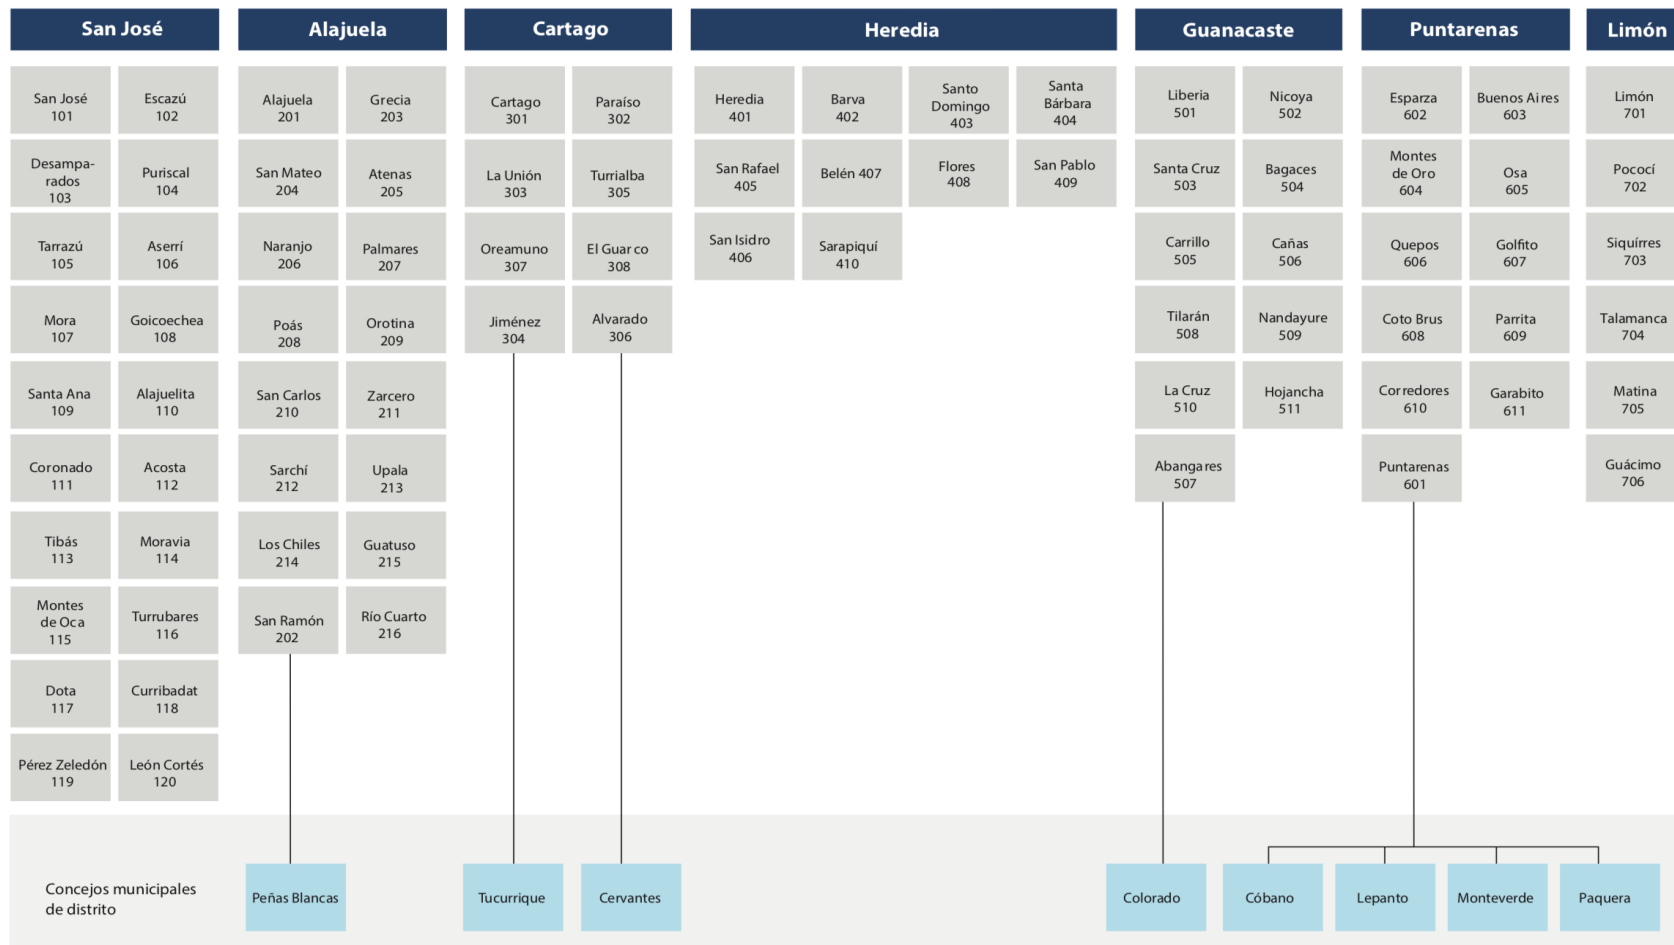 San José
Alajuela
Cartago
Heredia
Guanacaste
Puntarenas
Limón
San José
101
Escazú
102
Desampa-
rados
103
Puriscal
104
Tarrazú
105
Aserrí
106
Mora
107
Goicoechea
108
Santa Ana
109
Alajuelita
110
Coronado
111
Acosta
112
Tibás
113
Moravia
114
Montes
de Oca
115
Turrubares
116
Dota
117
Curribadat
118
Pérez Zeledón
119
León Cortés
120
Alajuela
201
Grecia
203
San Mateo
204
Atenas
205
Naranjo
206
Palmares
207
Poás
208
Orotina
209
San Carlos
210
Zarcero
211
Sarchí
212
Upala
213
Los Chiles
214
Guatuso
215
San Ramón
202
Río Cuarto
216
Cartago
301
Paraíso
302
La Unión
303
Turrialba
305
Oreamuno
307
El Guar co
308
Jiménez
304
Alvarado
306
Heredia
401
Barva
402
Santo
Domingo
403
Santa
Bárbara
404
San Rafael
405
Belén 407
Flores
408
San Pablo
409
San Isidro
406
Sarapiquí
410
Liberia
501
Nicoya
502
Santa Cruz
503
Bagaces
504
Carrillo
505
Cañas
506
Tilarán
508
Nandayure
509
La Cruz
510
Hojancha
511
Abangares
507
Esparza
602
Buenos Aires
603
Montes
de Oro
604
Osa
605
Quepos
606
Golfito
607
Coto Brus
608
Parrita
609
Corredores
610
Garabito
611
Puntarenas
601
Limón
701
Pococí
702
Siquírres
703
Talamanca
704
Matina
705
Guácimo
706
Concejos municipales
de distrito
Peñas Blancas
Tucurrique
Cervantes
Colorado
Cóbano
Lepanto
Monteverde
Paquera